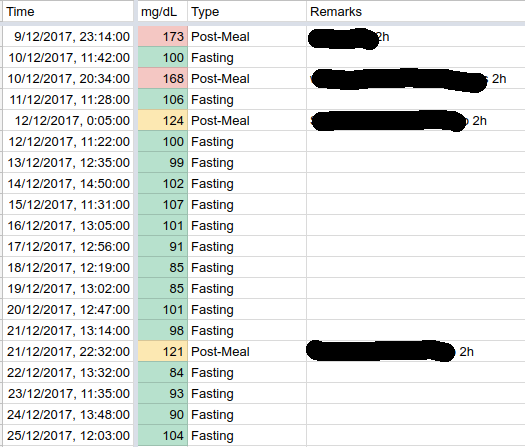 Time mg/dL Type Remarks
9/12/2017, 23:14:00 173 Post-Meal 2h
10/12/2017, 11:42:00 100 Fasting
10/12/2017, 20:34:00 168 Post-Meal 2h
11/12/2017, 11:28:00 106 Fasting
12/12/2017, 0:05:00 124 Post-Meal 2h
12/12/2017, 11:22:00 100 Fasting
13/12/2017, 12:35:00 99 Fasting
14/12/2017, 14:50:00 102 Fasting
15/12/2017, 11:31:00 107 Fasting
16/12/2017, 13:05:00 101 Fasting
17/12/2017, 12:56:00 91 Fasting
18/12/2017, 12:19:00 85 Fasting
19/12/2017, 13:02:00 85 Fasting
20/12/2017, 12:47:00 101 Fasting
21/12/2017, 13:14:00 98 Fasting
21/12/2017, 22:32:00 121 Post-Meal 2h
22/12/2017, 13:32:00 84 Fasting
23/12/2017, 11:35:00 93 Fasting
24/12/2017, 13:48:00 90 Fasting
25/12/2017, 12:03:00 104 Fasting